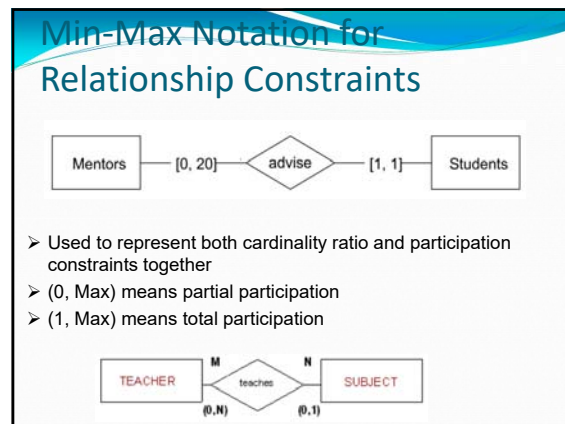 Min-Max Notation for
Relationship Constraints
Mentors [0, 20] advise [1, 1] Students
➢ Used to represent both cardinality ratio and participation
constraints together
➢ (0, Max) means partial participation
➢ (1, Max) means total participation
M N
TEACHER teaches SUBJECT
(0,N) (0,1)